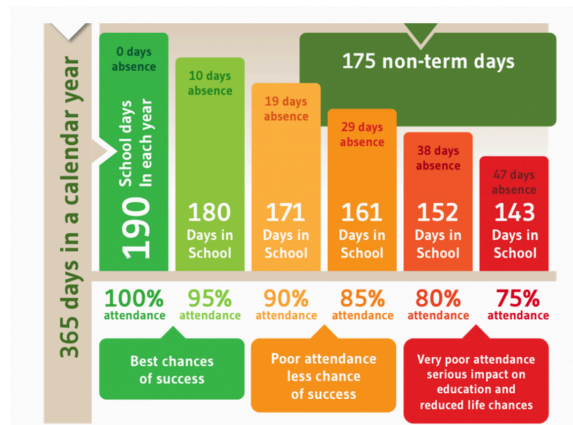 365 days in a calendar year
190
School days
In each year
0 days
absence
10 days
absence
180
Days in
School
19 days
absence
171
Days in
School
29 days
absence
161
Days in
School
38 days
absence
152
Days in
School
47 days
absence
143
Days in
School
175 non-term days
100%
attendance
95%
attendance
90%
attendance
85%
attendance
80%
attendance
75%
attendance
Best chances
of success
Poor attendance
less chance
of success
Very poor attendance
serious impact on
education and
reduced life chances